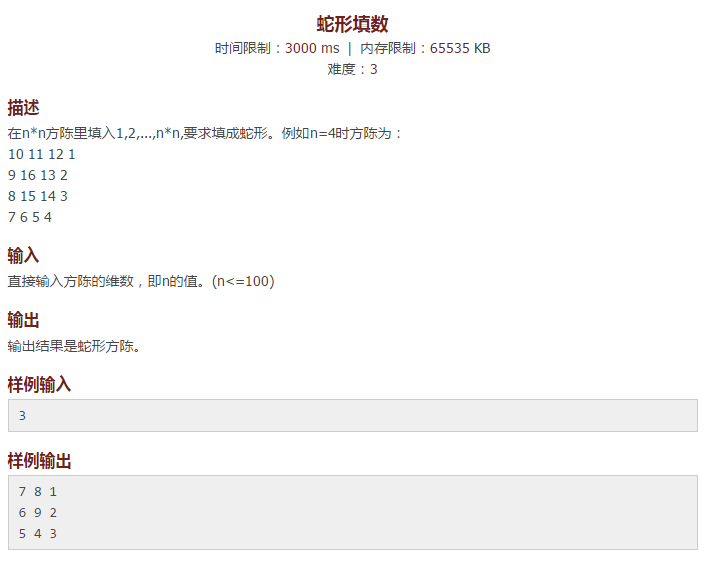 蛇形填数
时间限制：3000 ms | 内存限制：65535 KB
难度：3
描述
在n*n方陈里填入1,2,...,n*n,要求填成蛇形。例如n=4时方陈为：
10 11 12 1
9 16 13 2
8 15 14 3
7 6 5 4
输入
直接输入方陈的维数，即n的值。(n<=100)
输出
输出结果是蛇形方陈。
样例输入
3
样例输出
7 8 1
6 9 2
5 4 3